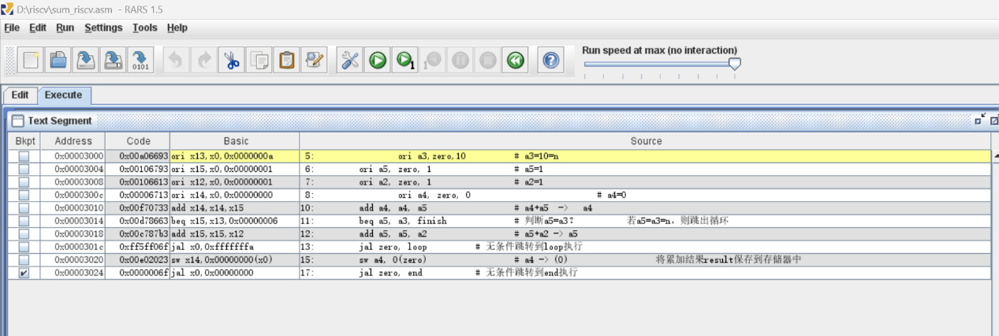 D:\riscv\sum_riscv.asm - RARS 1.5
File Edit Run Settings Tools Help
0101 1 1 ?
Run speed at max (no interaction)
Edit Execute
Text Segment
Bkpt Address Code Basic Source
0x00003000 0x00a06693 ori x13,x0,0x0000000a 5: ori a3,zero,10 # a3=10=n
0x00003004 0x00106793 ori x15,x0,0x00000001 6: ori a5, zero, 1 # a5=1
0x00003008 0x00106613 ori x12,x0,0x00000001 7: ori a2, zero, 1 # a2=1
0x0000300c 0x00006713 ori x14,x0,0x00000000 8: ori a4, zero, 0 # a4=0
0x00003010 0x00f70733 add x14,x14,x15 10: add a4, a4, a5 # a4+a5 -> a4
0x00003014 0x00d78663 beq x15,x13,0x00000006 11: beq a5, a3, finish # 判断a5=a3? 若a5=a3=n, 则跳出循环
0x00003018 0x00c787b3 add x15,x15,x12 12: add a5, a5, a2 # a5+a2 -> a5
0x0000301c 0xff5ff06f jal x0,0xfffffffa 13: jal zero, loop # 无条件跳转到loop执行
0x00003020 0x00e02023 sw x14,0x00000000(x0) 15: sw a4, 0(zero) # a4 -> (0) 将累加结果result保存到存储器中
0x00003024 0x0000006f jal x0,0x00000000 17: jal zero, end # 无条件跳转到end执行